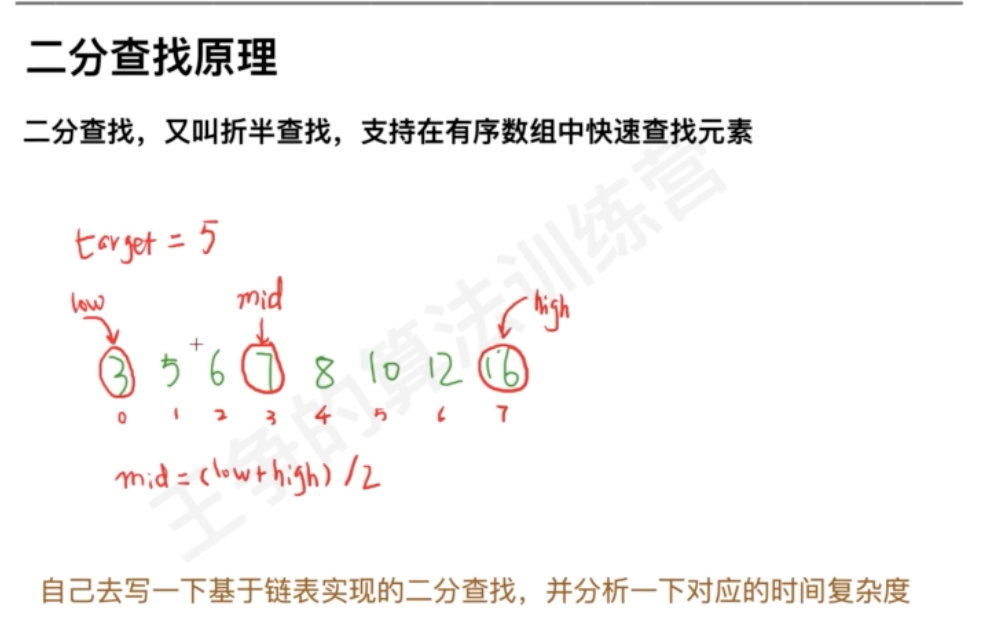 二分查找原理
二分查找，又叫折半查找，支持在有序数组中快速查找元素
target = 5
low mid high
3 5 6 7 8 10 12 16
0 1 2 3 4 5 6 7
mid = (low+high) /2
王争的算法训练营
自己去写一下基于链表实现的二分查找，并分析一下对应的时间复杂度